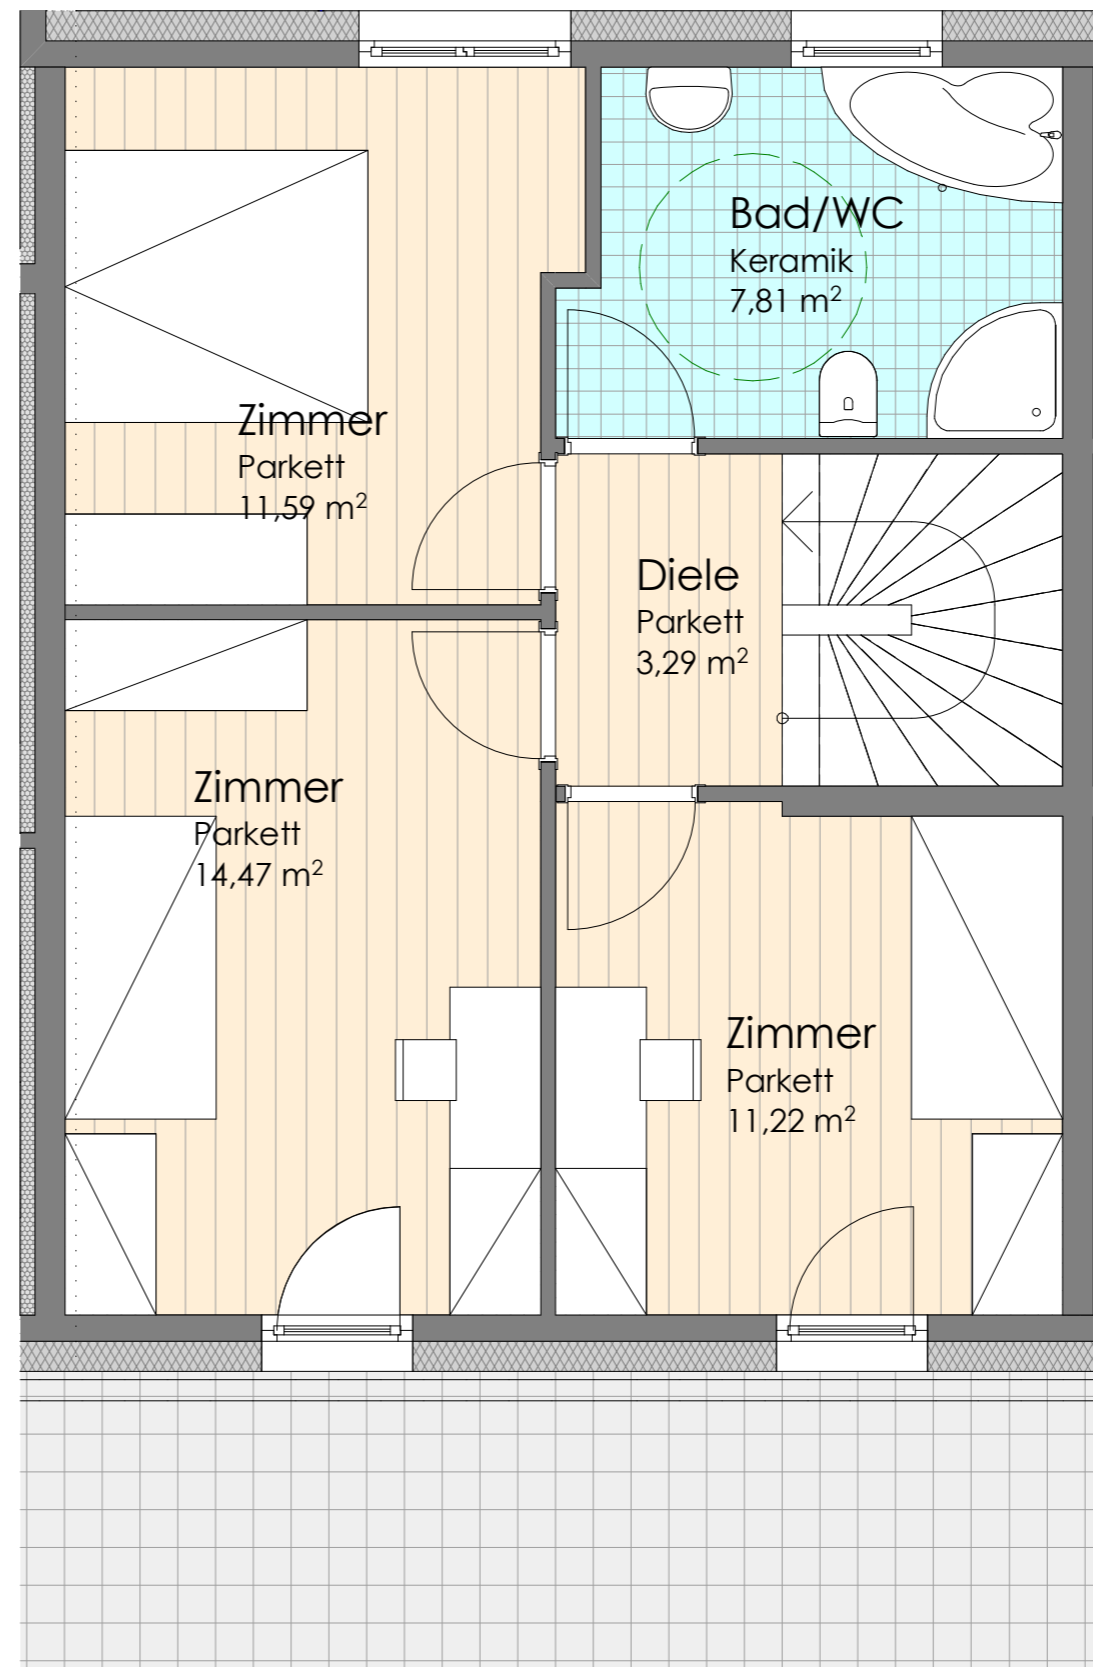 Bad/WC
Keramik
7,81 m²
Zimmer
Parkett
11,59 m²
Diele
Parkett
3,29 m²
Zimmer
Parkett
14,47 m²
Zimmer
Parkett
11,22 m²